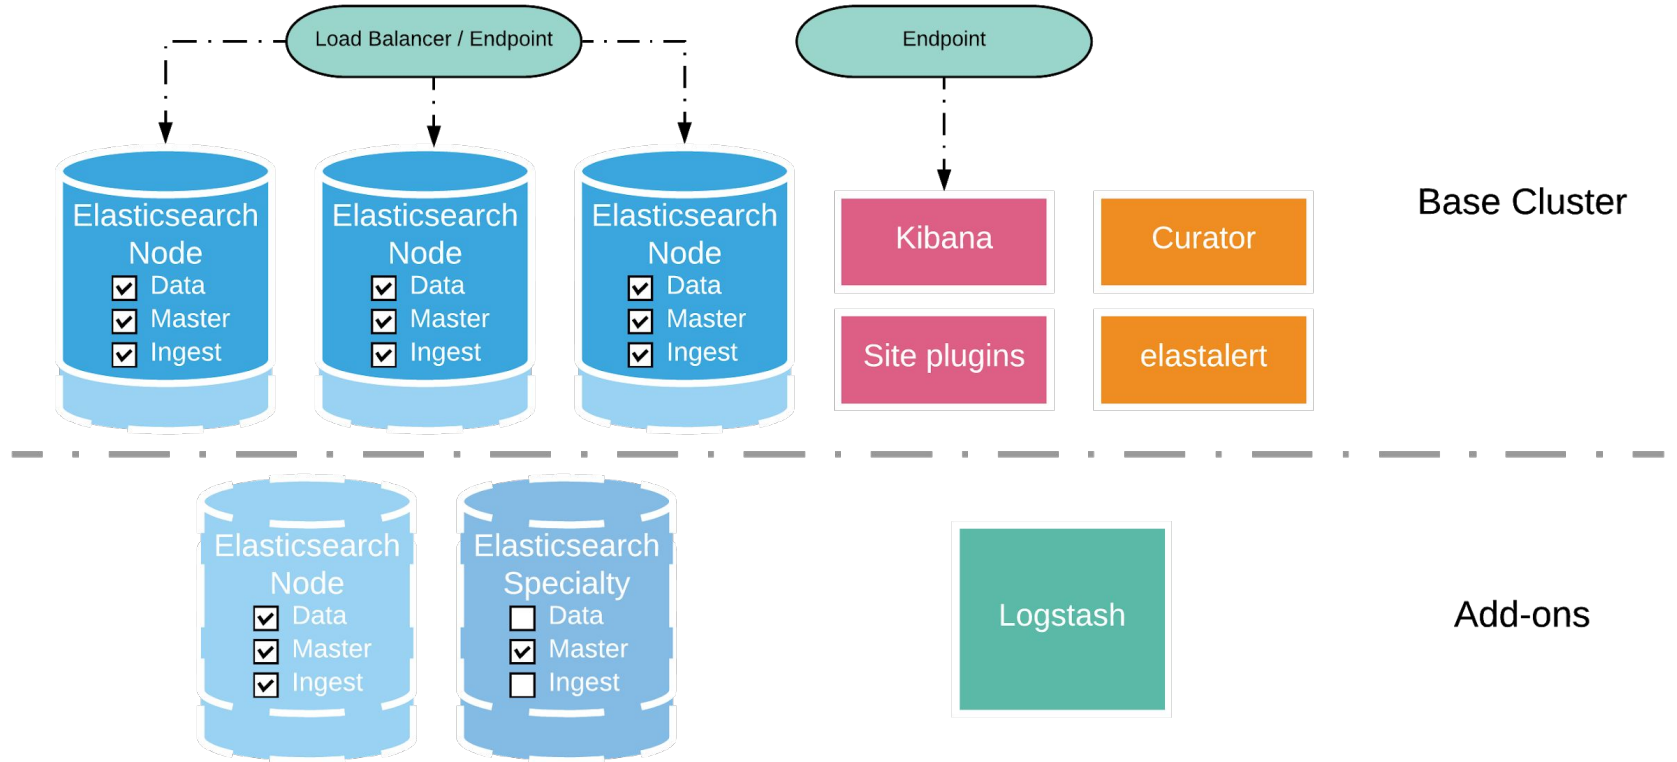 Load Balancer / Endpoint
Endpoint
Elasticsearch
Node
Data
Master
Ingest
Elasticsearch
Node
Data
Master
Ingest
Elasticsearch
Node
Data
Master
Ingest
Kibana
Curator
Site plugins
elastalert
Base Cluster
Elasticsearch
Node
Data
Master
Ingest
Elasticsearch
Specialty
Data
Master
Ingest
Logstash
Add-ons